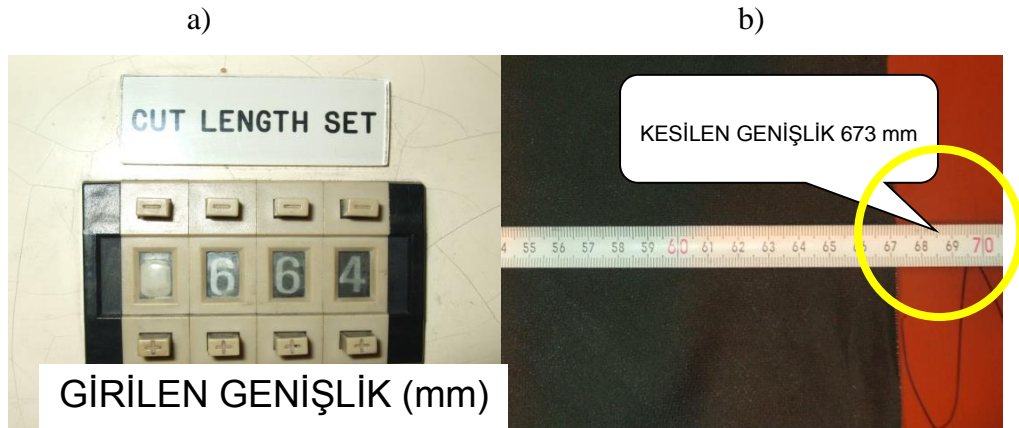 a)
b)
CUT LENGTH SET
664
GİRİLEN GENİŞLİK (mm)
KESİLEN GENİŞLİK 673 mm
4 55 56 57 58 59 60 61 62 63 64 65 66 67 68 69 70